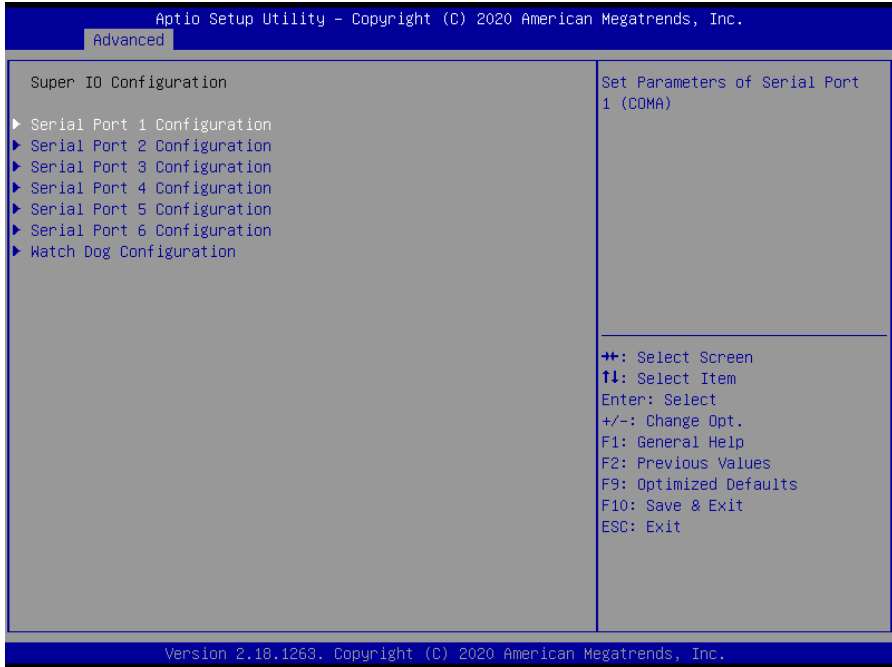 Aptio Setup Utility – Copyright (C) 2020 American Megatrends, Inc.
Advanced
Super IO Configuration
Serial Port 1 Configuration
Serial Port 2 Configuration
Serial Port 3 Configuration
Serial Port 4 Configuration
Serial Port 5 Configuration
Serial Port 6 Configuration
Watch Dog Configuration
Set Parameters of Serial Port
1 (COMA)
→←: Select Screen
↑↓: Select Item
Enter: Select
+/-: Change Opt.
F1: General Help
F2: Previous Values
F9: Optimized Defaults
F10: Save & Exit
ESC: Exit
Version 2.18.1263. Copyright (C) 2020 American Megatrends, Inc.